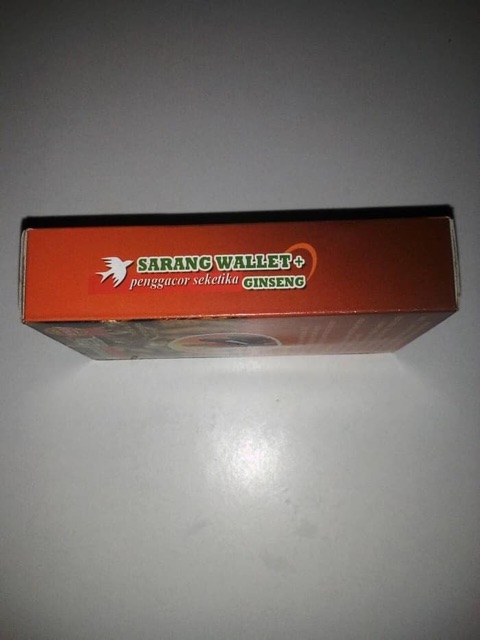 SARANG WALLET +
penggacor seketika GINSENG